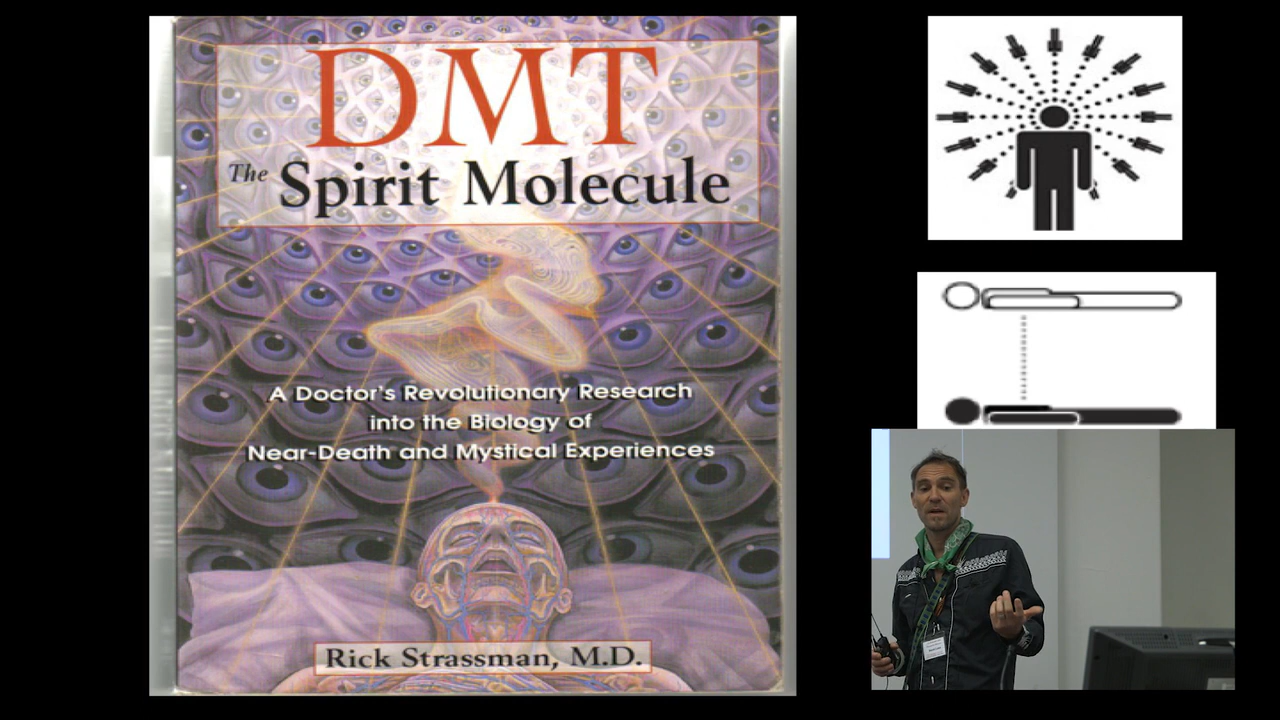 DMT
The Spirit Molecule
A Doctor's Revolutionary Research
into the Biology of
Near-Death and Mystical Experiences
Rick Strassman, M.D.